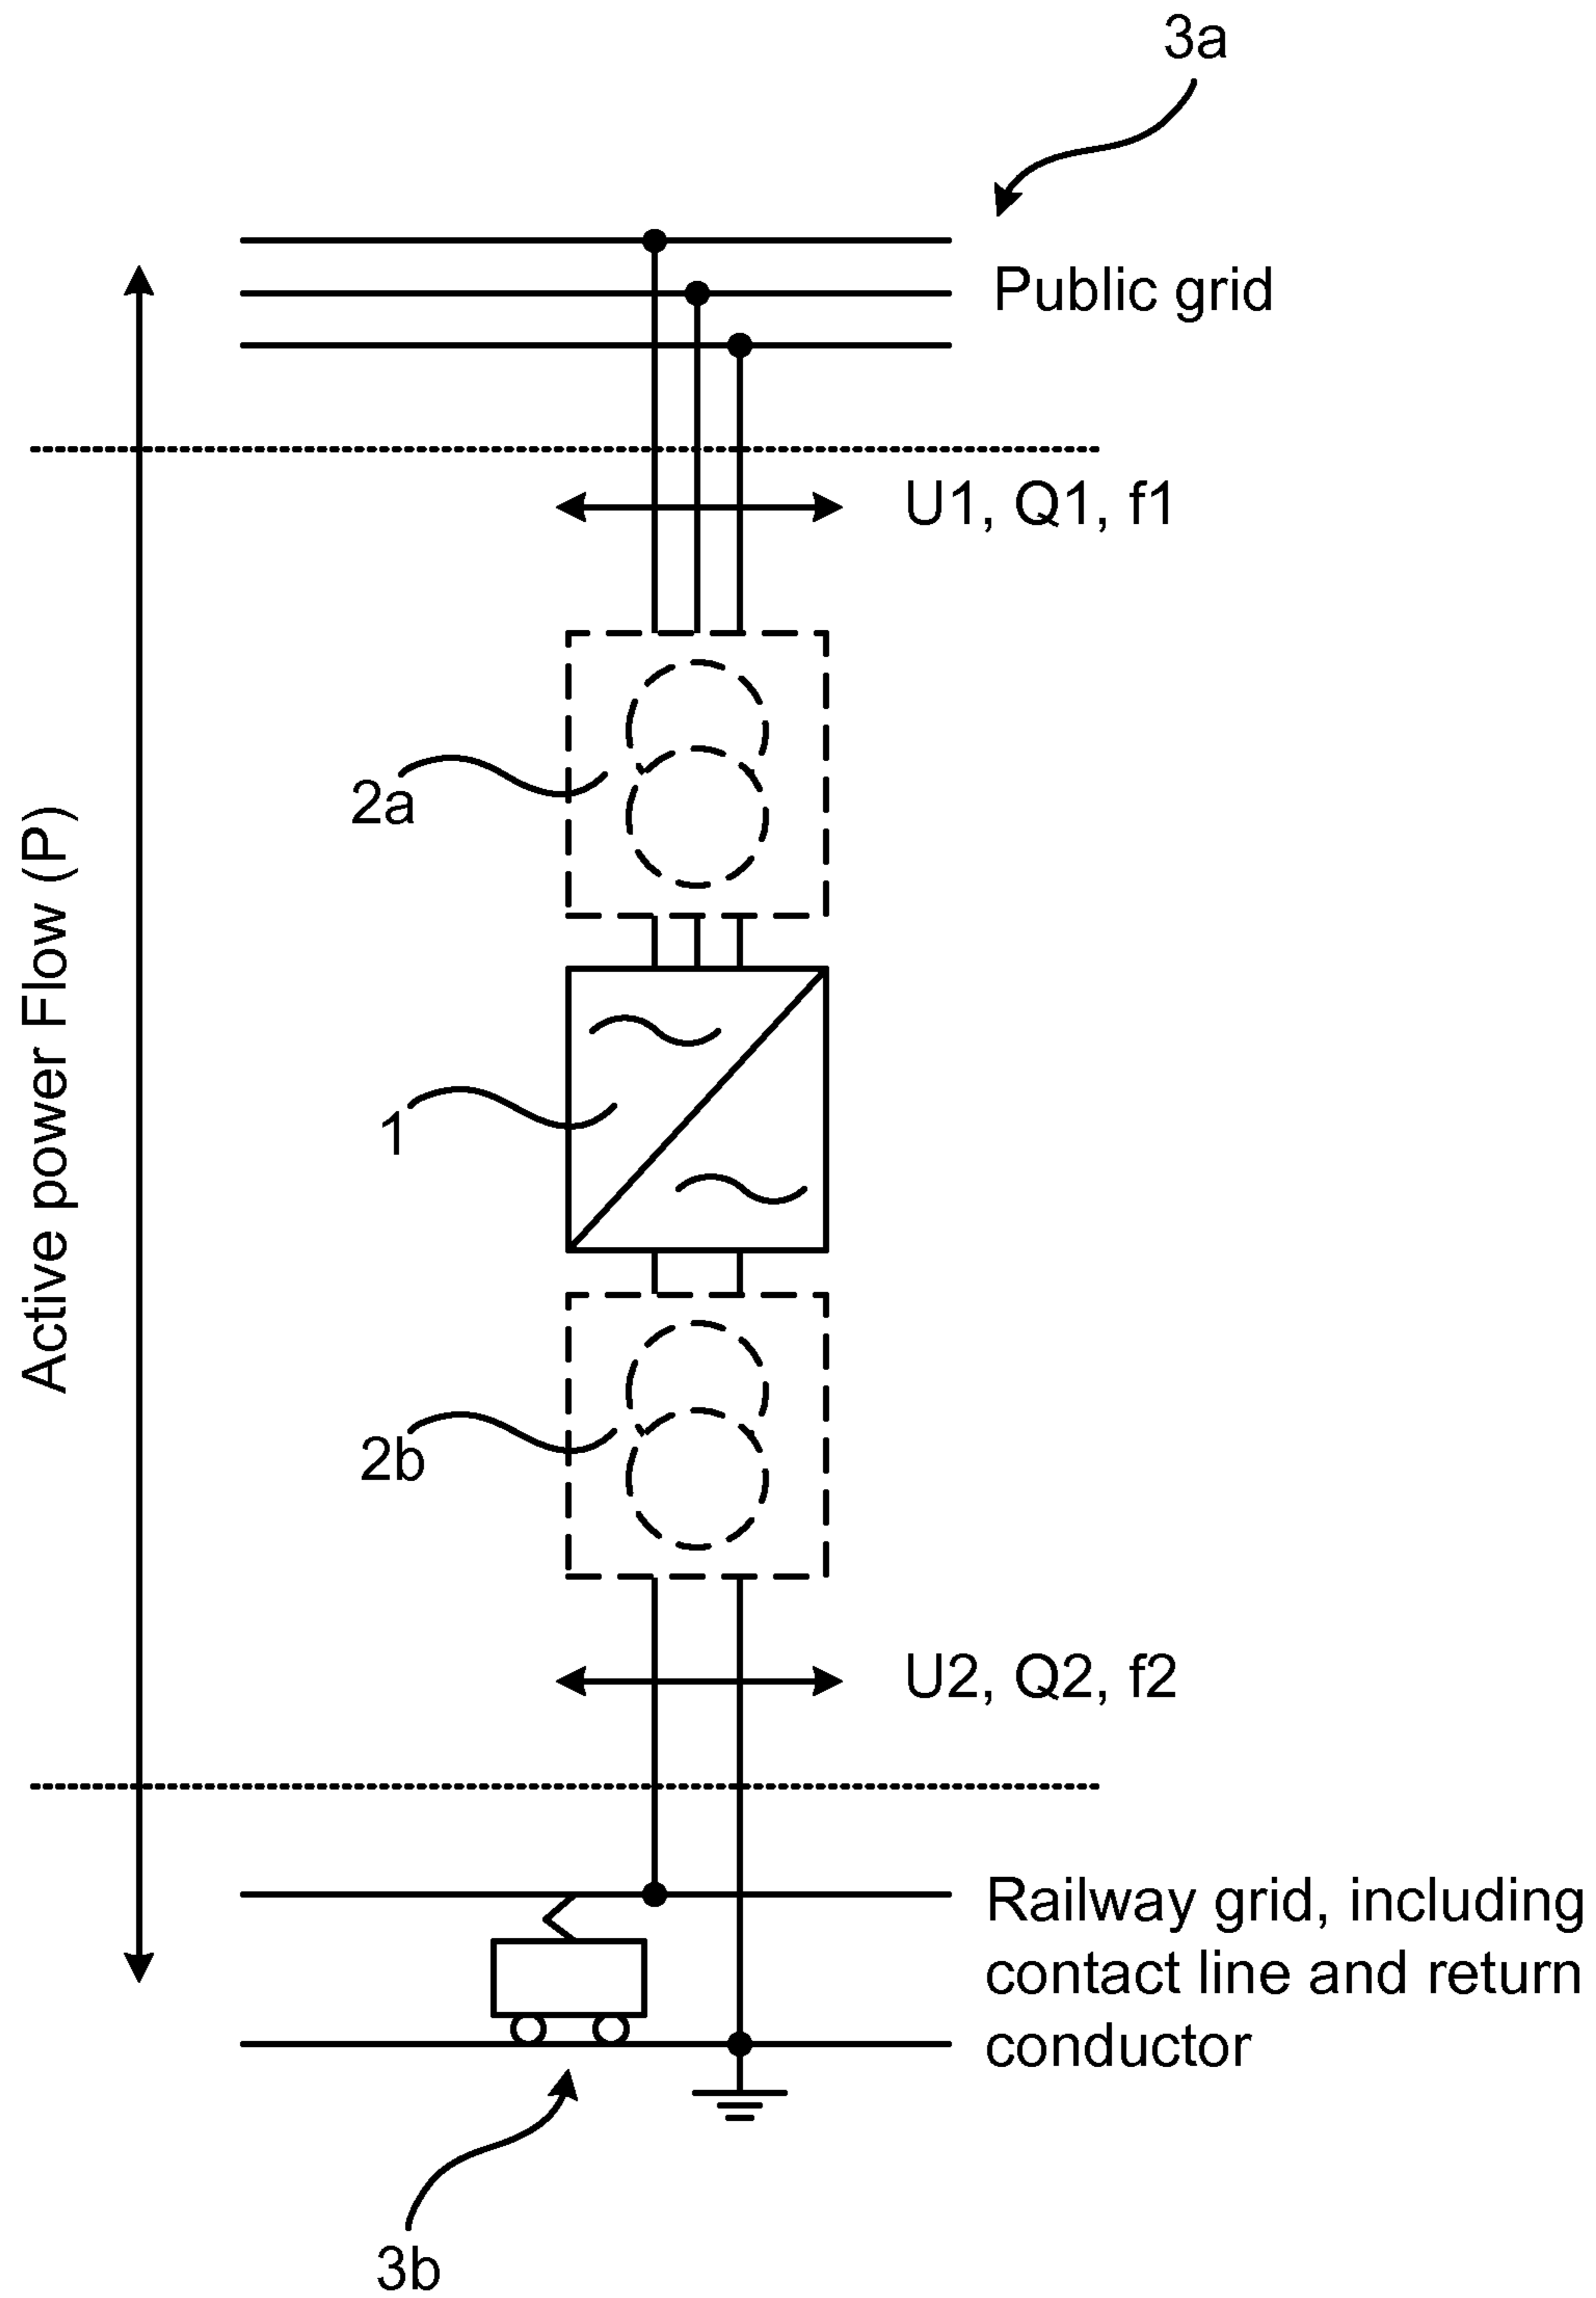 3a
Public grid
U1, Q1, f1
2a
Active power Flow (P)
1
2b
U2, Q2, f2
Railway grid, including
contact line and return
conductor
3b